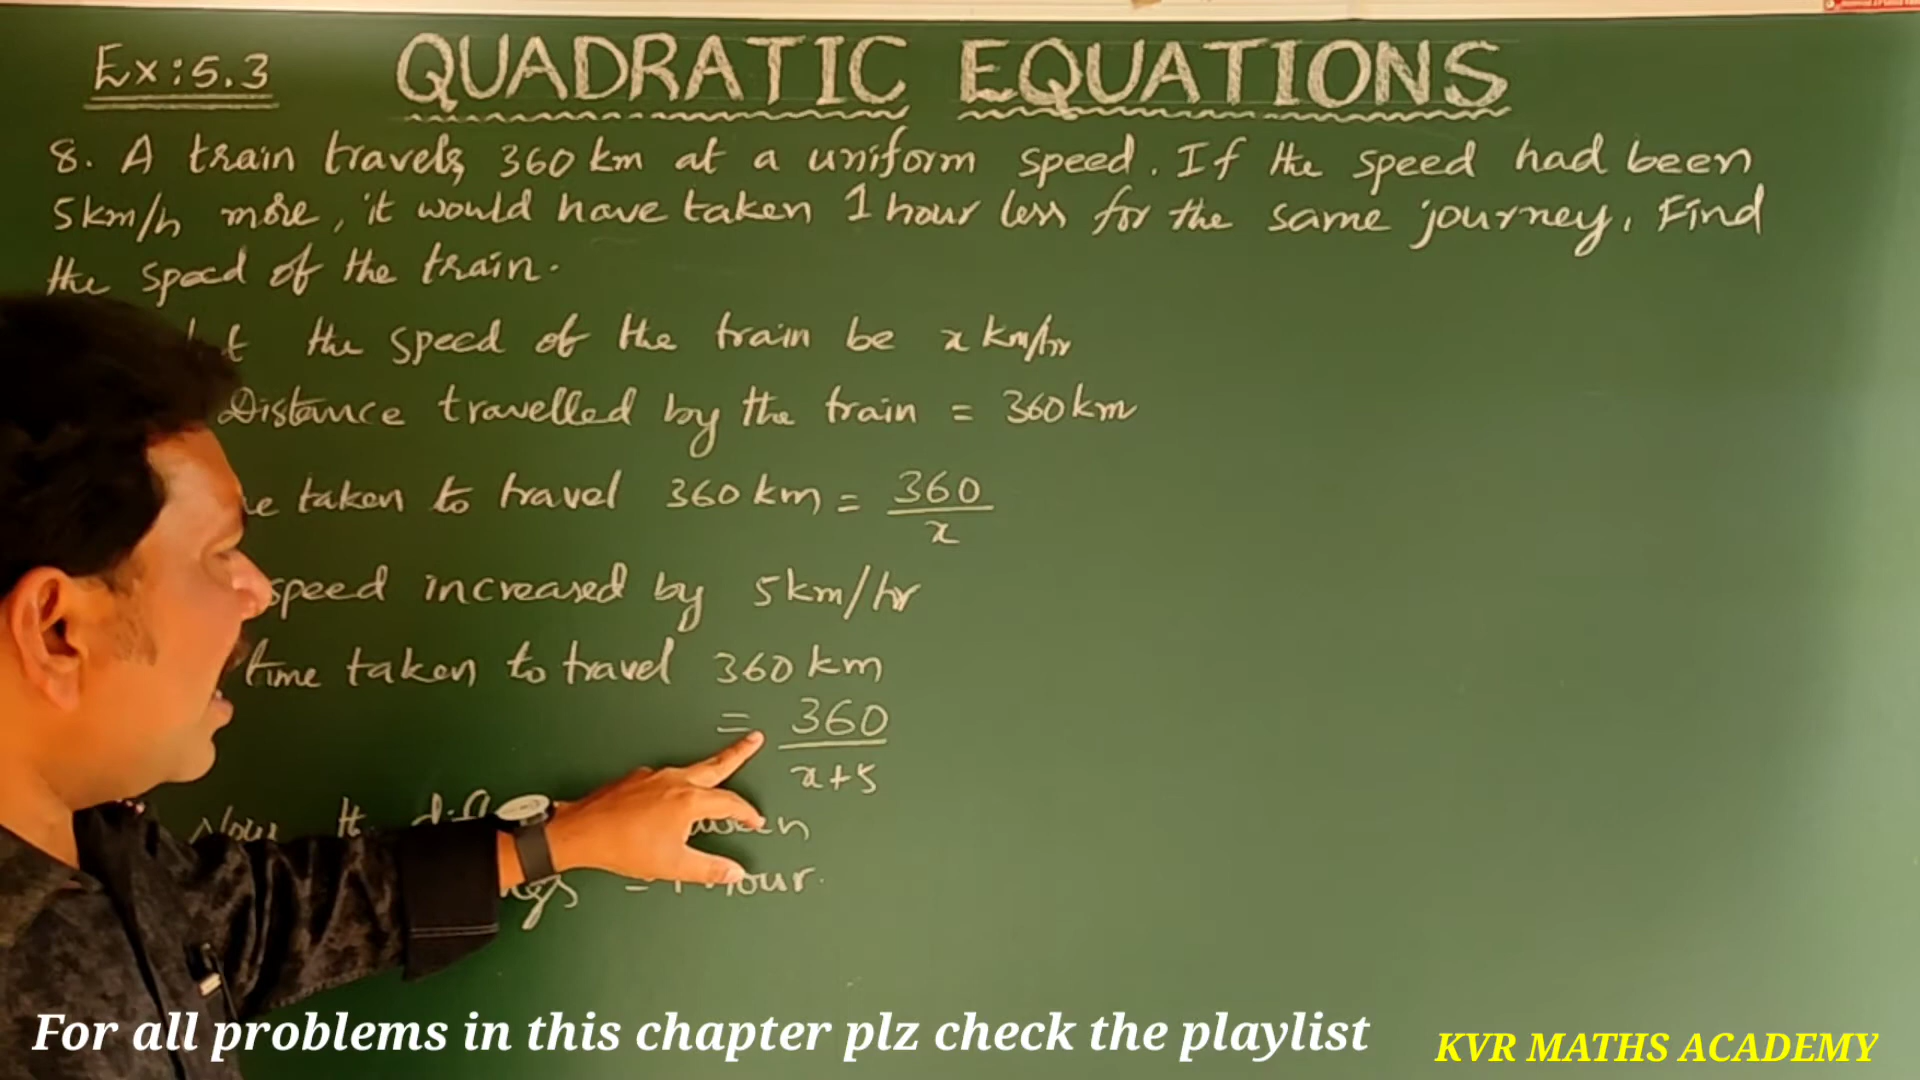 Ex:5.3 QUADRATIC EQUATIONS
8. A train travels 360 km at a uniform speed. If the speed had been
5km/h more, it would have taken 1 hour less for the same journey. Find
the speed of the train.
the speed of the train be x km/hr
Distance travelled by the train = 360 km
taken to travel 360 km = 360/x
speed increased by 5km/hr
time taken to travel 360 km
= 360/x+5
Now
hour.
For all problems in this chapter plz check the playlist
KVR MATHS ACADEMY